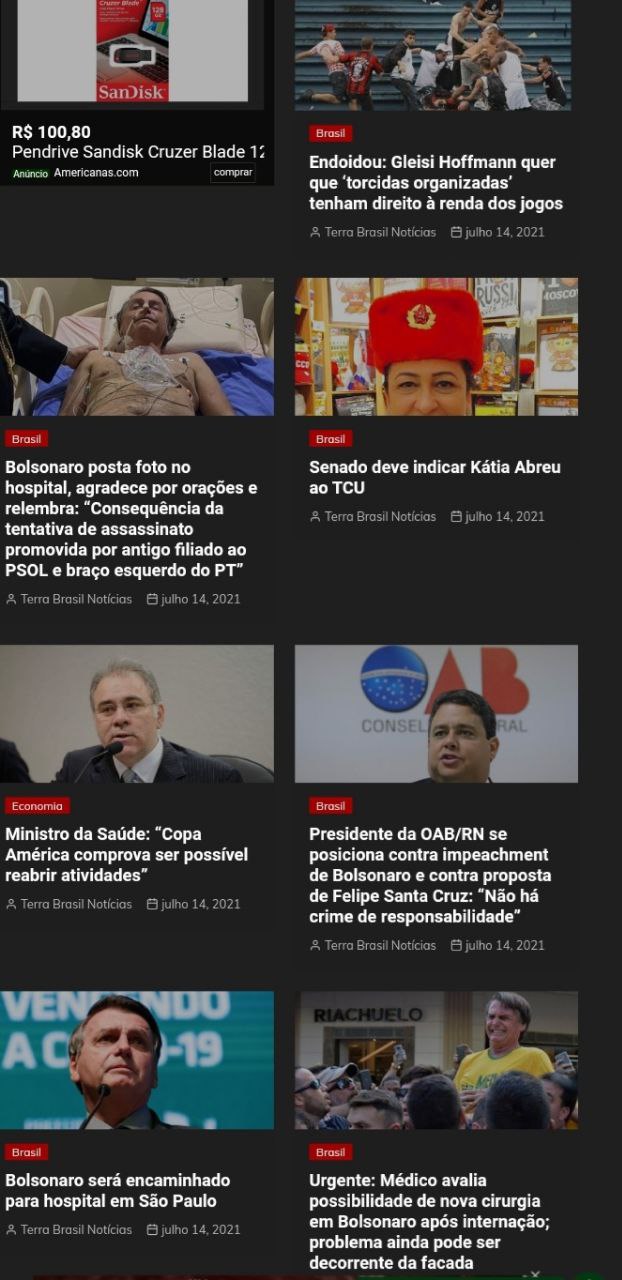 Cruzer Blade
128
GB
SanDisk
R$ 100,80
Pendrive Sandisk Cruzer Blade 12
Anúncio Americanas.com
comprar
Brasil
Endoidou: Gleisi Hoffmann quer
que ‘torcidas organizadas’
tenham direito à renda dos jogos
Terra Brasil Notícias julho 14, 2021
Brasil
Bolsonaro posta foto no
hospital, agradece por orações e
relembra: “Consequência da
tentativa de assassinato
promovida por antigo filiado ao
PSOL e braço esquerdo do PT”
Terra Brasil Notícias julho 14, 2021
RUSSI
MOSCO
Brasil
Senado deve indicar Kátia Abreu
ao TCU
Terra Brasil Notícias julho 14, 2021
Economia
Ministro da Saúde: “Copa
América comprova ser possível
reabrir atividades”
Terra Brasil Notícias julho 14, 2021
OAB
CONSEL RAL
Brasil
Presidente da OAB/RN se
posiciona contra impeachment
de Bolsonaro e contra proposta
de Felipe Santa Cruz: “Não há
crime de responsabilidade”
Terra Brasil Notícias julho 14, 2021
VENCENDO
A CO -19
Brasil
Bolsonaro será encaminhado
para hospital em São Paulo
Terra Brasil Notícias julho 14, 2021
RIACHUELO
Brasil
Urgente: Médico avalia
possibilidade de nova cirurgia
em Bolsonaro após internação;
problema ainda pode ser
decorrente da facada